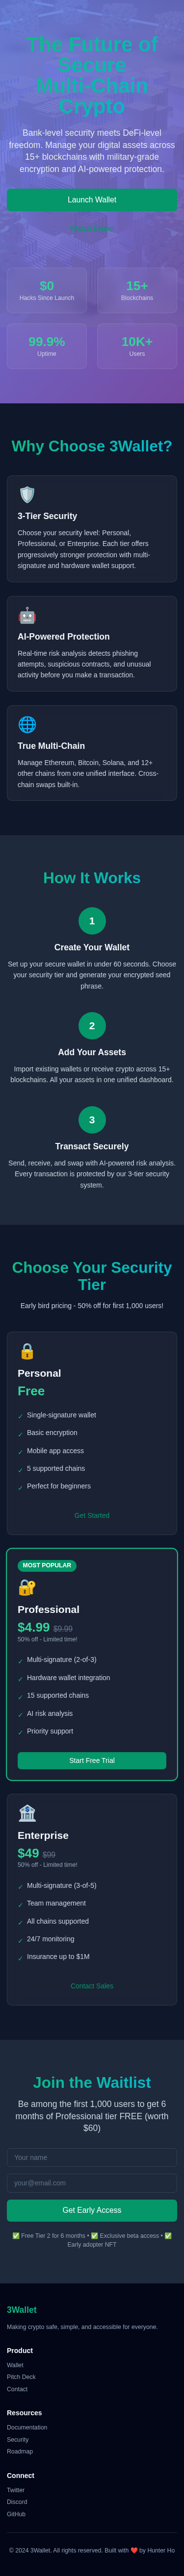 The Future of
Secure
Multi-Chain
Crypto
Bank-level security meets DeFi-level
freedom. Manage your digital assets across
15+ blockchains with military-grade
encryption and AI-powered protection.
Launch Wallet
$0
Hacks Since Launch
15+
Blockchains
99.9%
Uptime
10K+
Users
Why Choose 3Wallet?
3-Tier Security
Choose your security level: Personal,
Professional, or Enterprise. Each tier offers
progressively stronger protection with multi-
signature and hardware wallet support.
AI-Powered Protection
Real-time risk analysis detects phishing
attempts, suspicious contracts, and unusual
activity before you make a transaction.
True Multi-Chain
Manage Ethereum, Bitcoin, Solana, and 12+
other chains from one unified interface. Cross-
chain swaps built-in.
How It Works
1
Create Your Wallet
Set up your secure wallet in under 60 seconds. Choose
your security tier and generate your encrypted seed
phrase.
2
Add Your Assets
Import existing wallets or receive crypto across 15+
blockchains. All your assets in one unified dashboard.
3
Transact Securely
Send, receive, and swap with AI-powered risk analysis.
Every transaction is protected by our 3-tier security
system.
Choose Your Security
Tier
Early bird pricing - 50% off for first 1,000 users!
Personal
Free
✓ Single-signature wallet
✓ Basic encryption
✓ Mobile app access
✓ 5 supported chains
✓ Perfect for beginners
Get Started
MOST POPULAR
Professional
$4.99 $9.99
50% off - Limited time!
✓ Multi-signature (2-of-3)
✓ Hardware wallet integration
✓ 15 supported chains
✓ AI risk analysis
✓ Priority support
Start Free Trial
Enterprise
$49 $99
50% off - Limited time!
✓ Multi-signature (3-of-5)
✓ Team management
✓ All chains supported
✓ 24/7 monitoring
✓ Insurance up to $1M
Contact Sales
Join the Waitlist
Be among the first 1,000 users to get 6
months of Professional tier FREE (worth
$60)
Your name
your@email.com
Get Early Access
✅ Free Tier 2 for 6 months • ✅ Exclusive beta access • ✅
Early adopter NFT
3Wallet
Making crypto safe, simple, and accessible for everyone.
Product
Wallet
Pitch Deck
Contact
Resources
Documentation
Security
Roadmap
Connect
Twitter
Discord
GitHub
© 2024 3Wallet. All rights reserved. Built with ❤️ by Hunter Ho